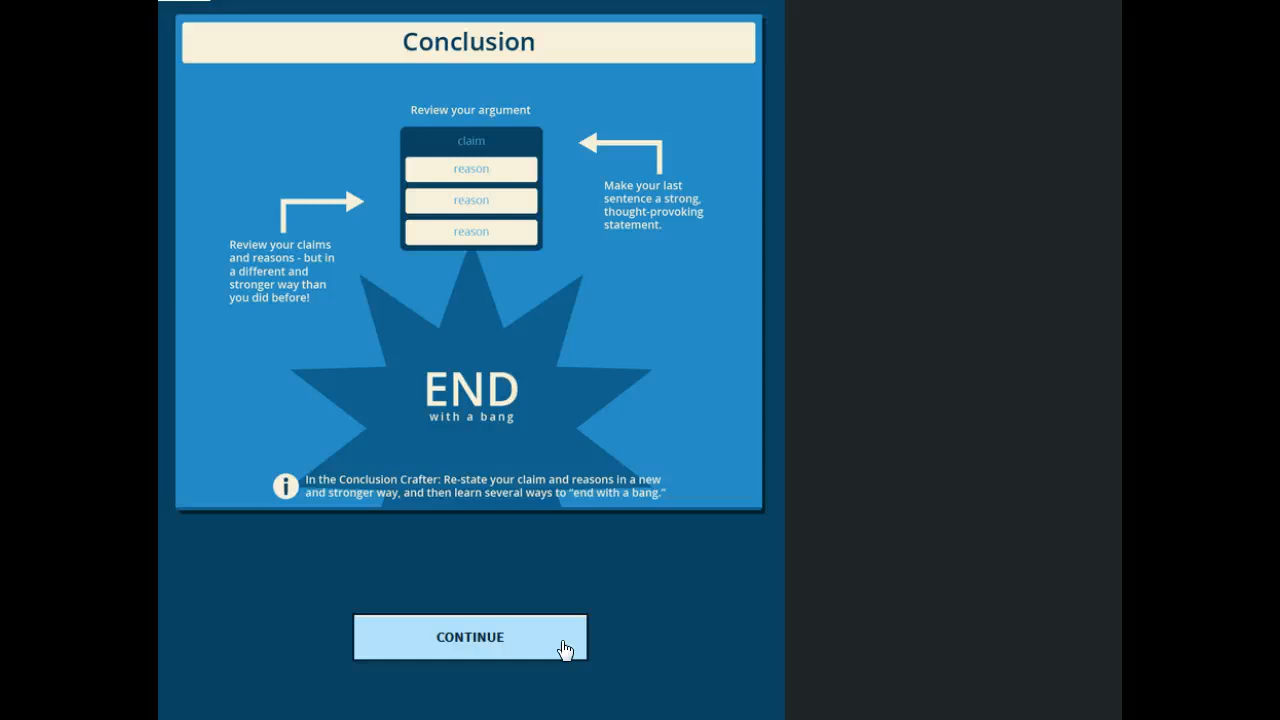 Conclusion
Review your argument
claim
reason
reason
reason
Make your last
sentence a strong,
thought-provoking
statement.
Review your claims
and reasons - but in
a different and
stronger way than
you did before!
END
with a bang
i
In the Conclusion Crafter: Re-state your claim and reasons in a new
and stronger way, and then learn several ways to “end with a bang.”
CONTINUE